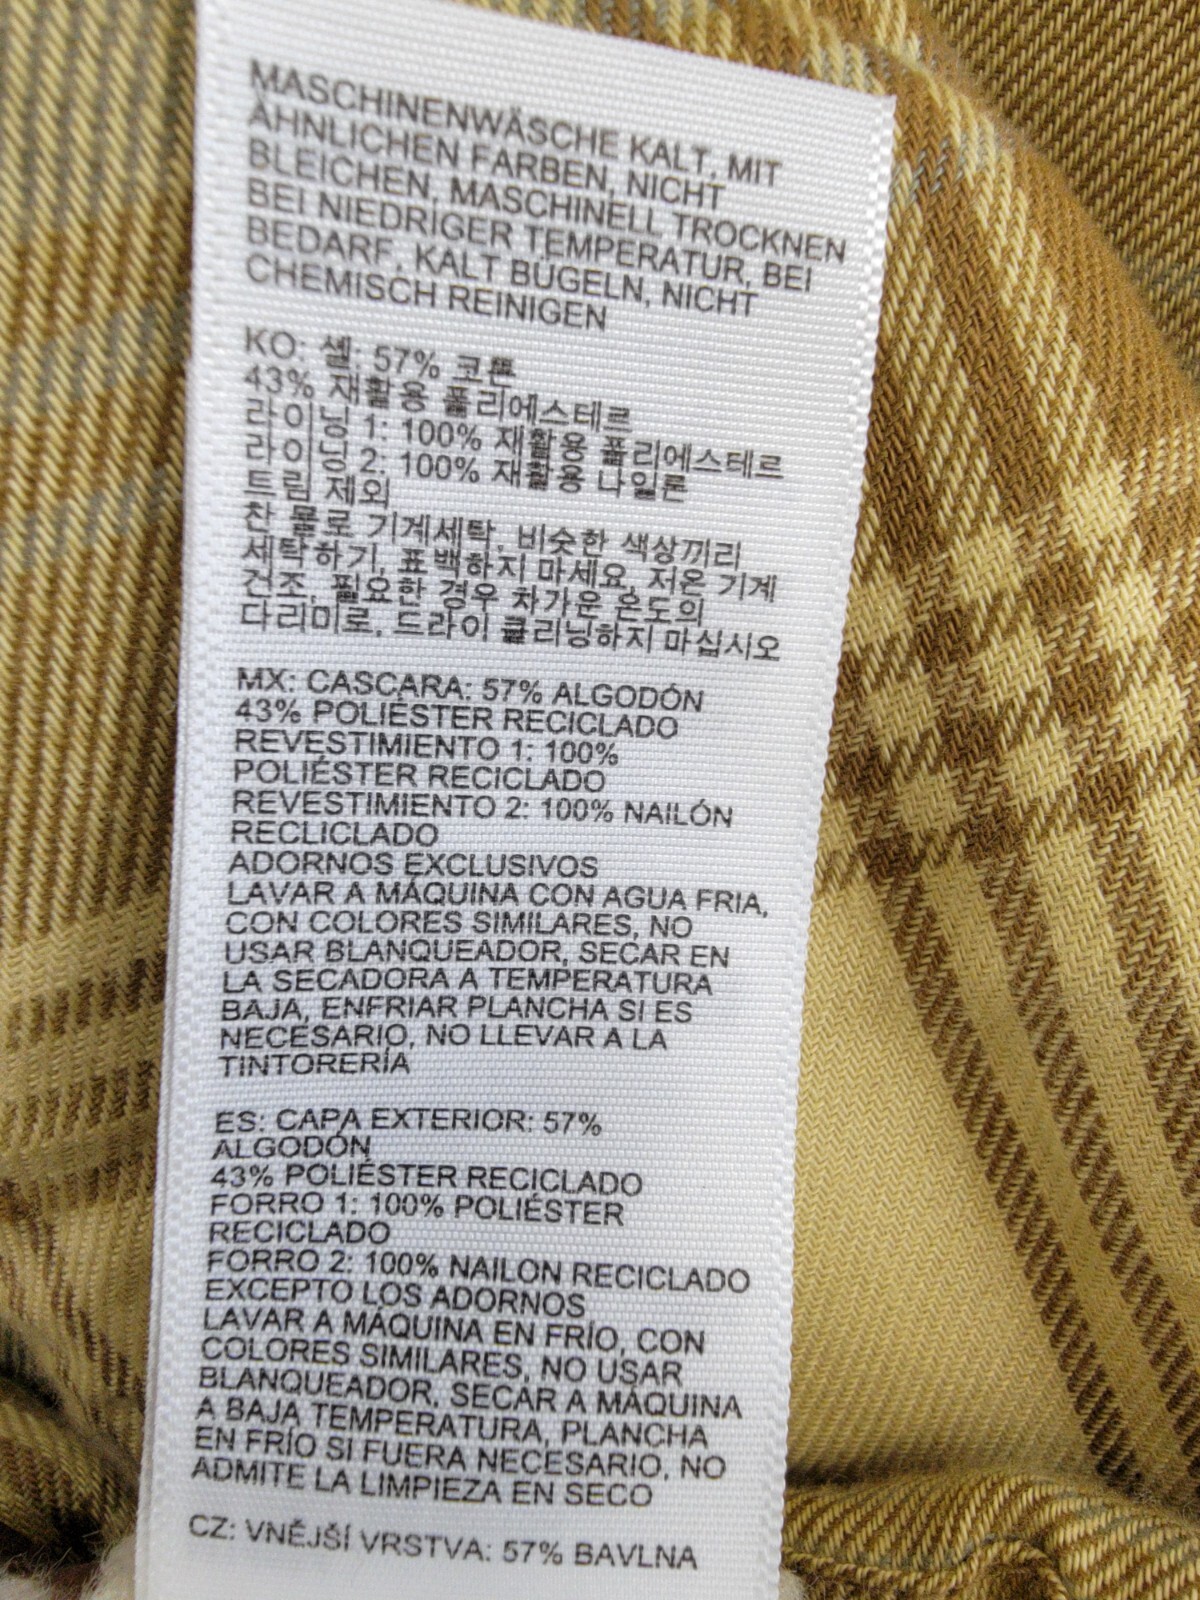 MASCHINENWÄSCHE KALT, MIT
ÄHNLICHEN FARBEN, NICHT
BLEICHEN, MASCHINELL TROCKNEN
BEI NIEDRIGER TEMPERATUR, BEI
BEDARF, KALT BÜGELN, NICHT
CHEMISCH REINIGEN
KO: 셸: 57% 코튼
43% 재활용 폴리에스테르
라이닝 1: 100% 재활용 폴리에스테르
라이닝 2: 100% 재활용 나일론
트림 제외
찬 물로 기계세탁, 비슷한 색상끼리
세탁하기, 표백하지 마세요, 저온 기계
건조, 필요한 경우 차가운 온도의
다리미로, 드라이 클리닝하지 마십시오
MX: CASCARA: 57% ALGODÓN
43% POLIÉSTER RECICLADO
REVESTIMIENTO 1: 100%
POLIÉSTER RECICLADO
REVESTIMIENTO 2: 100% NAILÓN
RECLICLADO
ADORNOS EXCLUSIVOS
LAVAR A MÁQUINA CON AGUA FRIA,
CON COLORES SIMILARES, NO
USAR BLANQUEADOR, SECAR EN
LA SECADORA A TEMPERATURA
BAJA, ENFRIAR PLANCHA SI ES
NECESARIO, NO LLEVAR A LA
TINTORERÍA
ES: CAPA EXTERIOR: 57%
ALGODÓN
43% POLIÉSTER RECICLADO
FORRO 1: 100% POLIÉSTER
RECICLADO
FORRO 2: 100% NAILON RECICLADO
EXCEPTO LOS ADORNOS
LAVAR A MÁQUINA EN FRÍO, CON
COLORES SIMILARES, NO USAR
BLANQUEADOR, SECAR A MÁQUINA
A BAJA TEMPERATURA, PLANCHA
EN FRÍO SI FUERA NECESARIO, NO
ADMITE LA LIMPIEZA EN SECO
CZ: VNĚJŠÍ VRSTVA: 57% BAVLNA